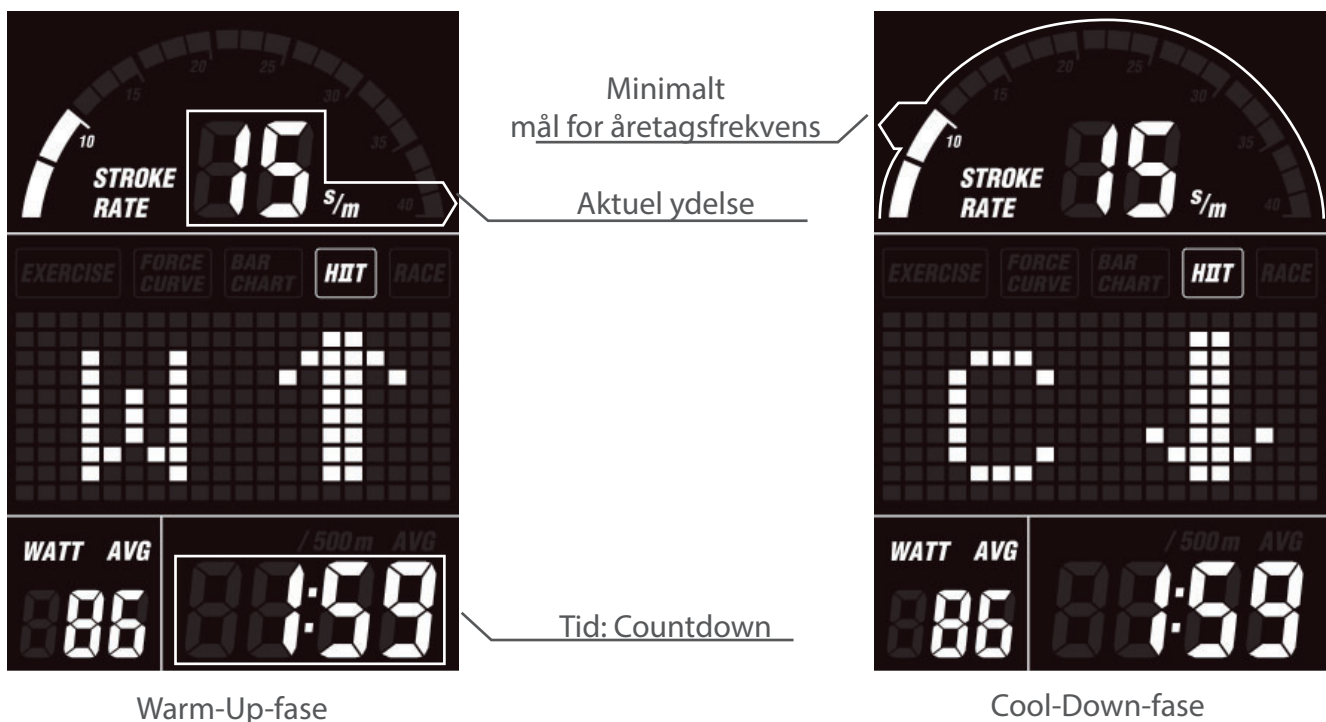 20 25
15 30
10 35
40
STROKE
RATE
15 s/m
EXERCISE FORCE CURVE BAR CHART HIIT RACE
W
WATT AVG
86
/ 500 m AVG
1:59
Warm-Up-fase
Minimalt
mål for åretagsfrekvens
Aktuel ydelse
Tid: Countdown
20 25
15 30
10 35
40
STROKE
RATE
15 s/m
EXERCISE FORCE CURVE BAR CHART HIIT RACE
C
WATT AVG
86
/ 500 m AVG
1:59
Cool-Down-fase